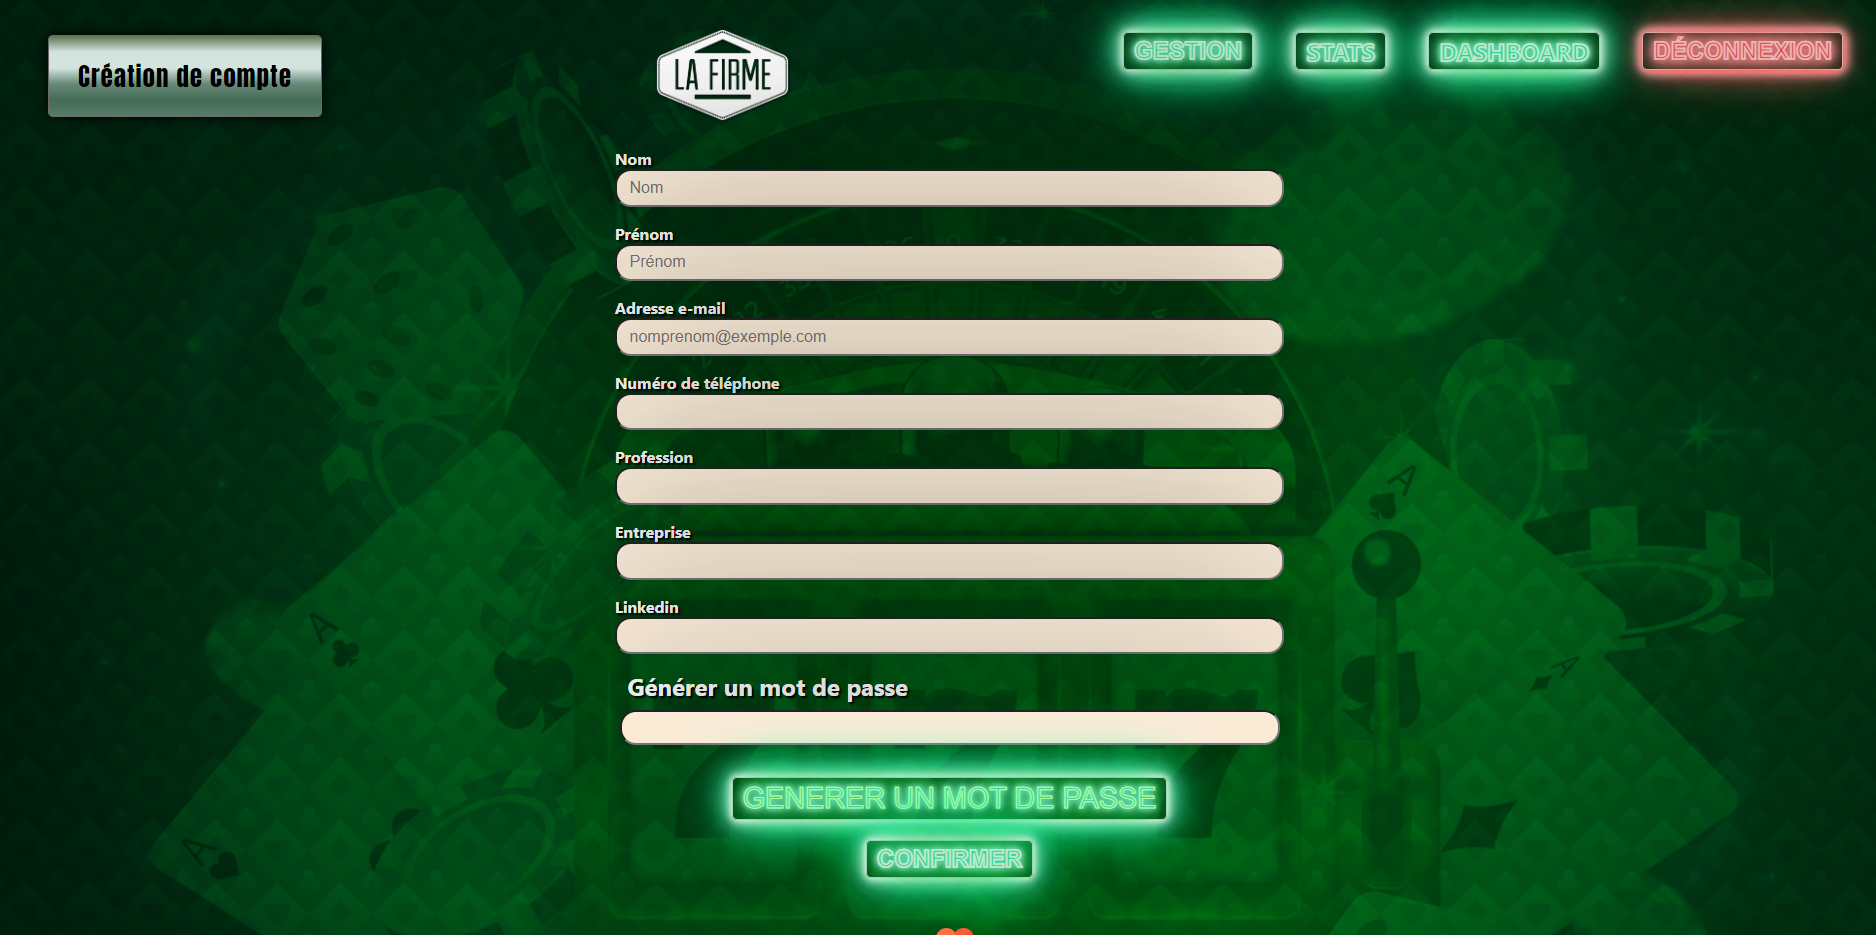 Création de compte
LA FIRME
GESTION
STATS
DASHBOARD
DÉCONNEXION
Nom
Nom
Prénom
Prénom
Adresse e-mail
nomprenom@exemple.com
Numéro de téléphone
Profession
Entreprise
Linkedin
Générer un mot de passe
GENERER UN MOT DE PASSE
CONFIRMER
A
A
A
A